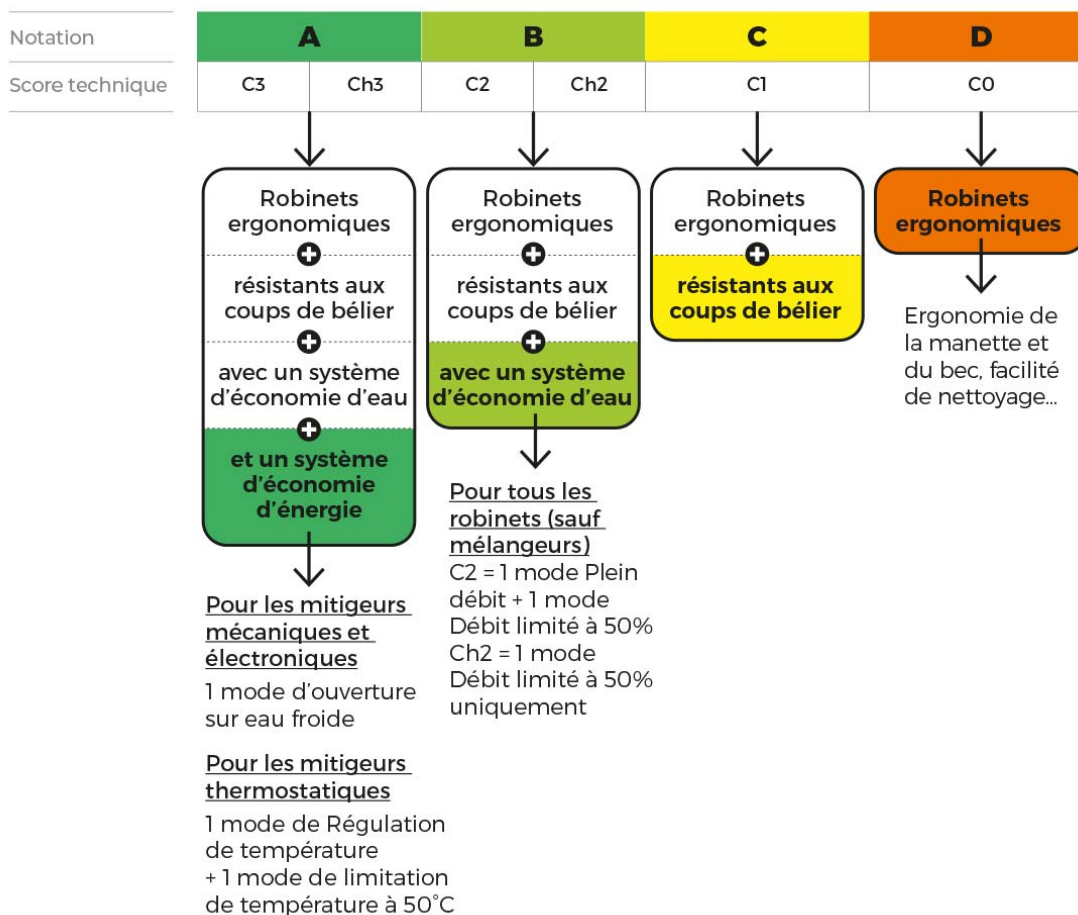 Notation
A
B
C
D
Score technique
C3
Ch3
C2
Ch2
C1
C0
Robinets
ergonomiques
+
résistants aux
coups de bélier
+
avec un système
d'économie d'eau
+
et un système
d'économie
d'énergie
Pour les mitigeurs
mécaniques et
électroniques
1 mode d'ouverture
sur eau froide
Pour les mitigeurs
thermostatiques
1 mode de Régulation
de température
+ 1 mode de limitation
de température à 50°C
Robinets
ergonomiques
+
résistants aux
coups de bélier
+
avec un système
d'économie d'eau
Pour tous les
robinets (sauf
mélangeurs)
C2 = 1 mode Plein
débit + 1 mode
Débit limité à 50%
Ch2 = 1 mode
Débit limité à 50%
uniquement
Robinets
ergonomiques
+
résistants aux
coups de bélier
Robinets
ergonomiques
Ergonomie de
la manette et
du bec, facilité
de nettoyage...